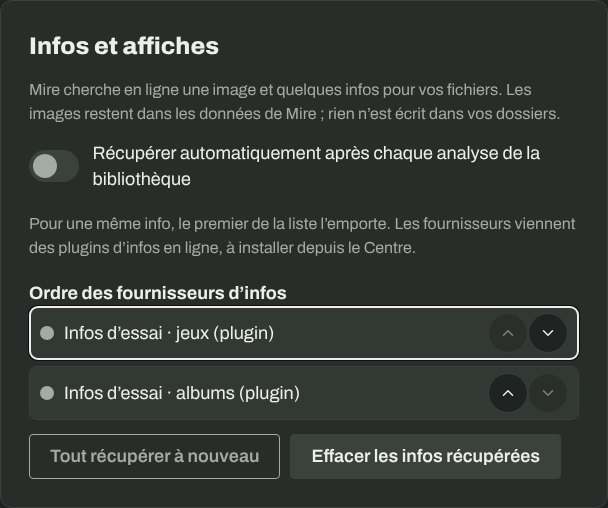 Infos et affiches
Mire cherche en ligne une image et quelques infos pour vos fichiers. Les
images restent dans les données de Mire ; rien n’est écrit dans vos dossiers.
Récupérer automatiquement après chaque analyse de la
bibliothèque
Pour une même info, le premier de la liste l’emporte. Les fournisseurs viennent
des plugins d’infos en ligne, à installer depuis le Centre.
Ordre des fournisseurs d’infos
Infos d’essai · jeux (plugin)
Infos d’essai · albums (plugin)
Tout récupérer à nouveau
Effacer les infos récupérées